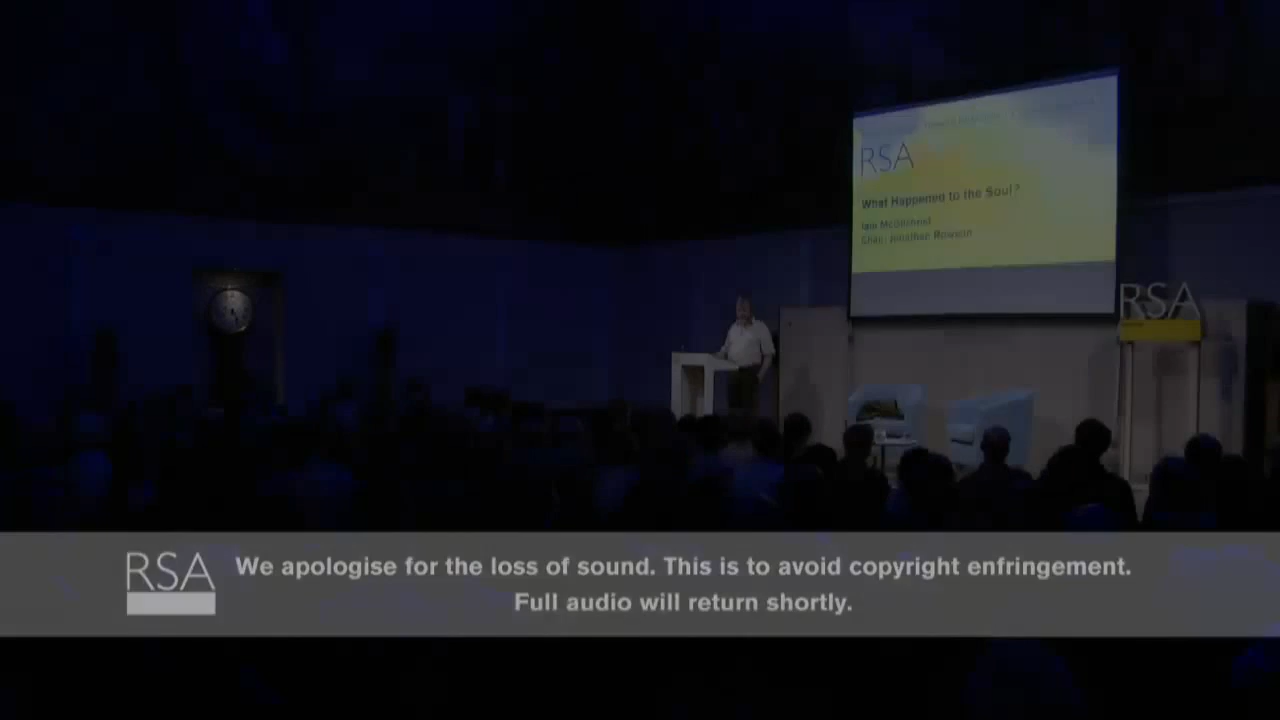 RSA
What Happened to the Soul?
Iain McGilchrist
Chair: Jonathan Rowson
RSA
RSA
We apologise for the loss of sound. This is to avoid copyright enfringement.
Full audio will return shortly.